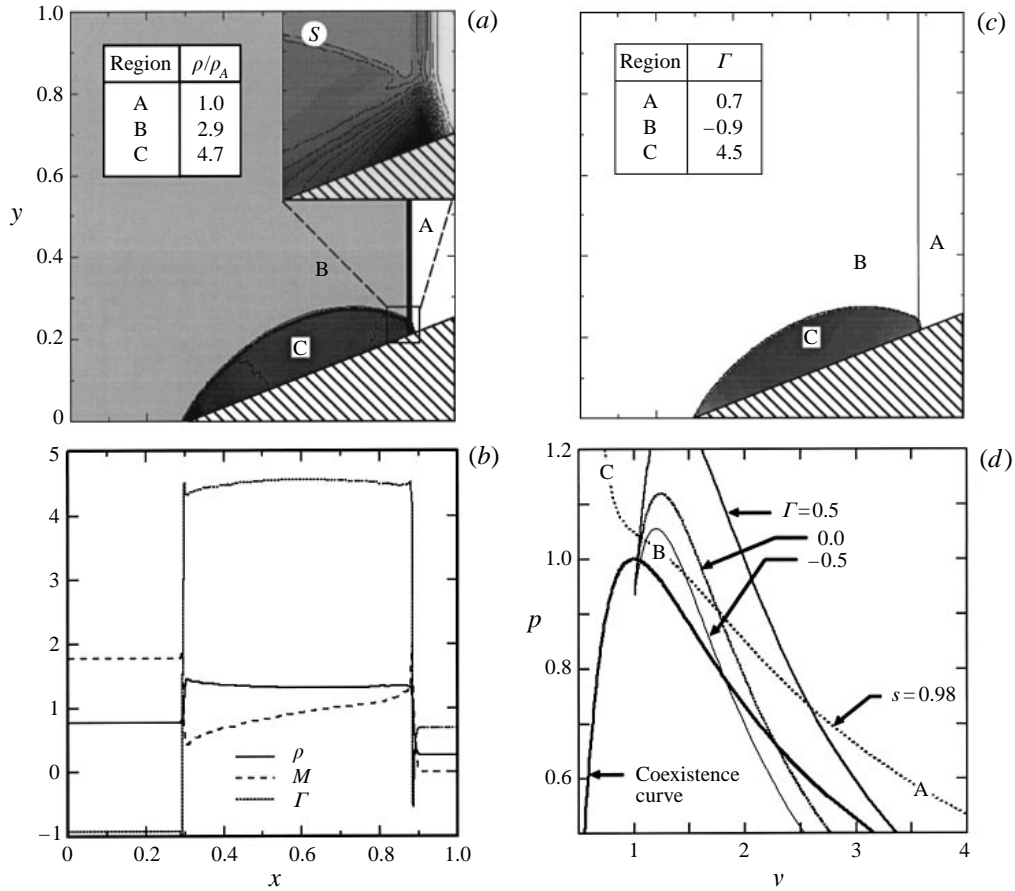 (a)
1.0
0.8
0.6
0.4
0.2
0
y
Region ρ/ρA
A 1.0
B 2.9
C 4.7
S
A
B
C
(c)
Region Γ
A 0.7
B −0.9
C 4.5
A
B
C
(b)
5
4
3
2
1
0
−1
ρ
M
Γ
0 0.2 0.4 0.6 0.8 1.0
x
(d)
1.2
1.0
0.8
0.6
p
C
B
A
Γ = 0.5
0.0
−0.5
s = 0.98
Coexistence
curve
1 2 3 4
v